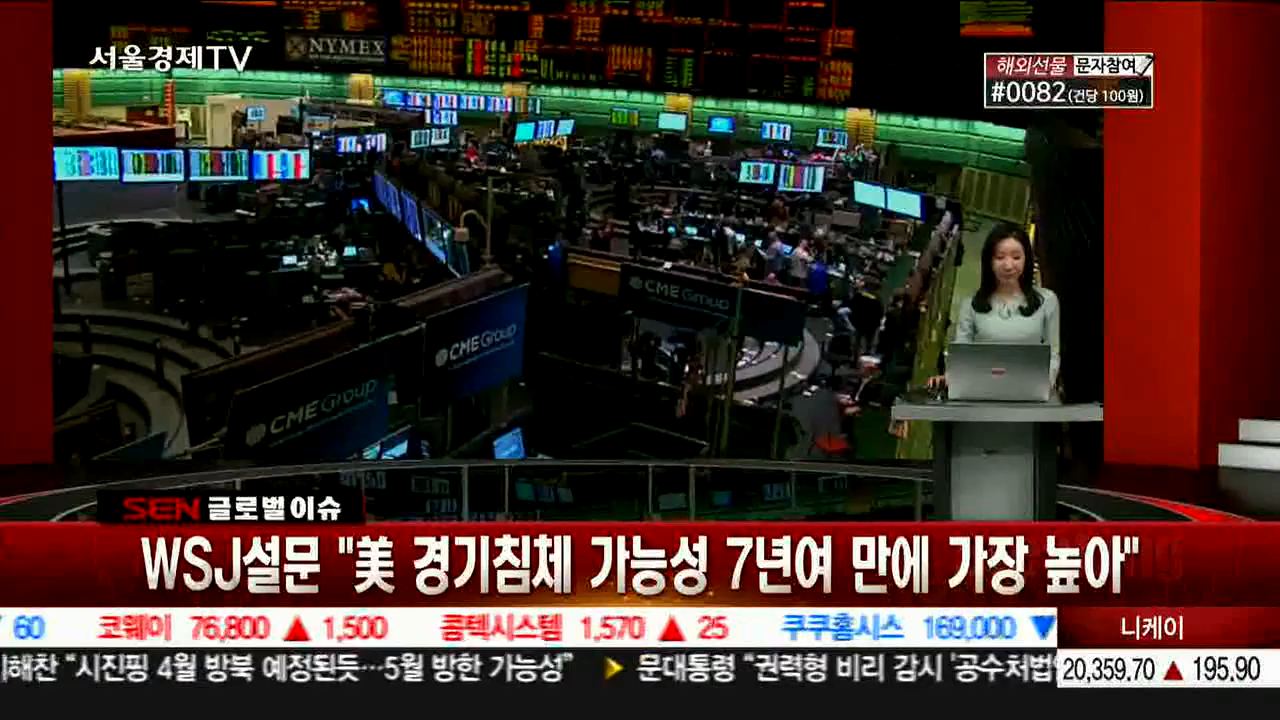 NYMEX
서울경제TV
해외선물 문자참여
#0082(건당 100원)
CME Group
CME Group
CME Group
SEN 글로벌이슈
WSJ설문 "美 경기침체 가능성 7년여 만에 가장 높아"
60 코웨이 76,800 ▲ 1,500 콤텍시스템 1,570 ▲ 25 쿠쿠홈시스 169,000 ▼
니케이
이해찬 “시진핑 4월 방북 예정된듯…5월 방한 가능성” 문대통령 “권력형 비리 감시 '공수처법'
20,359.70 ▲ 195.90